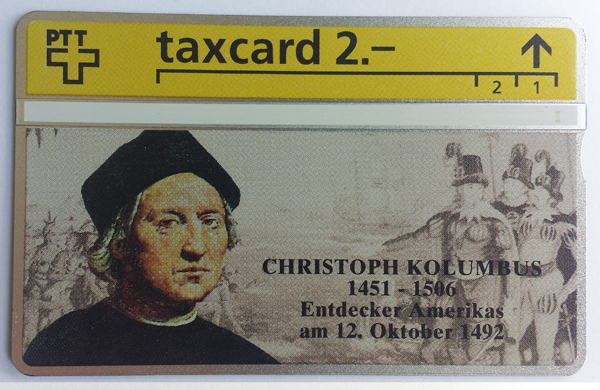 PTT
taxcard 2.–
2 1
CHRISTOPH KOLUMBUS
1451 - 1506
Entdecker Amerikas
am 12. Oktober 1492